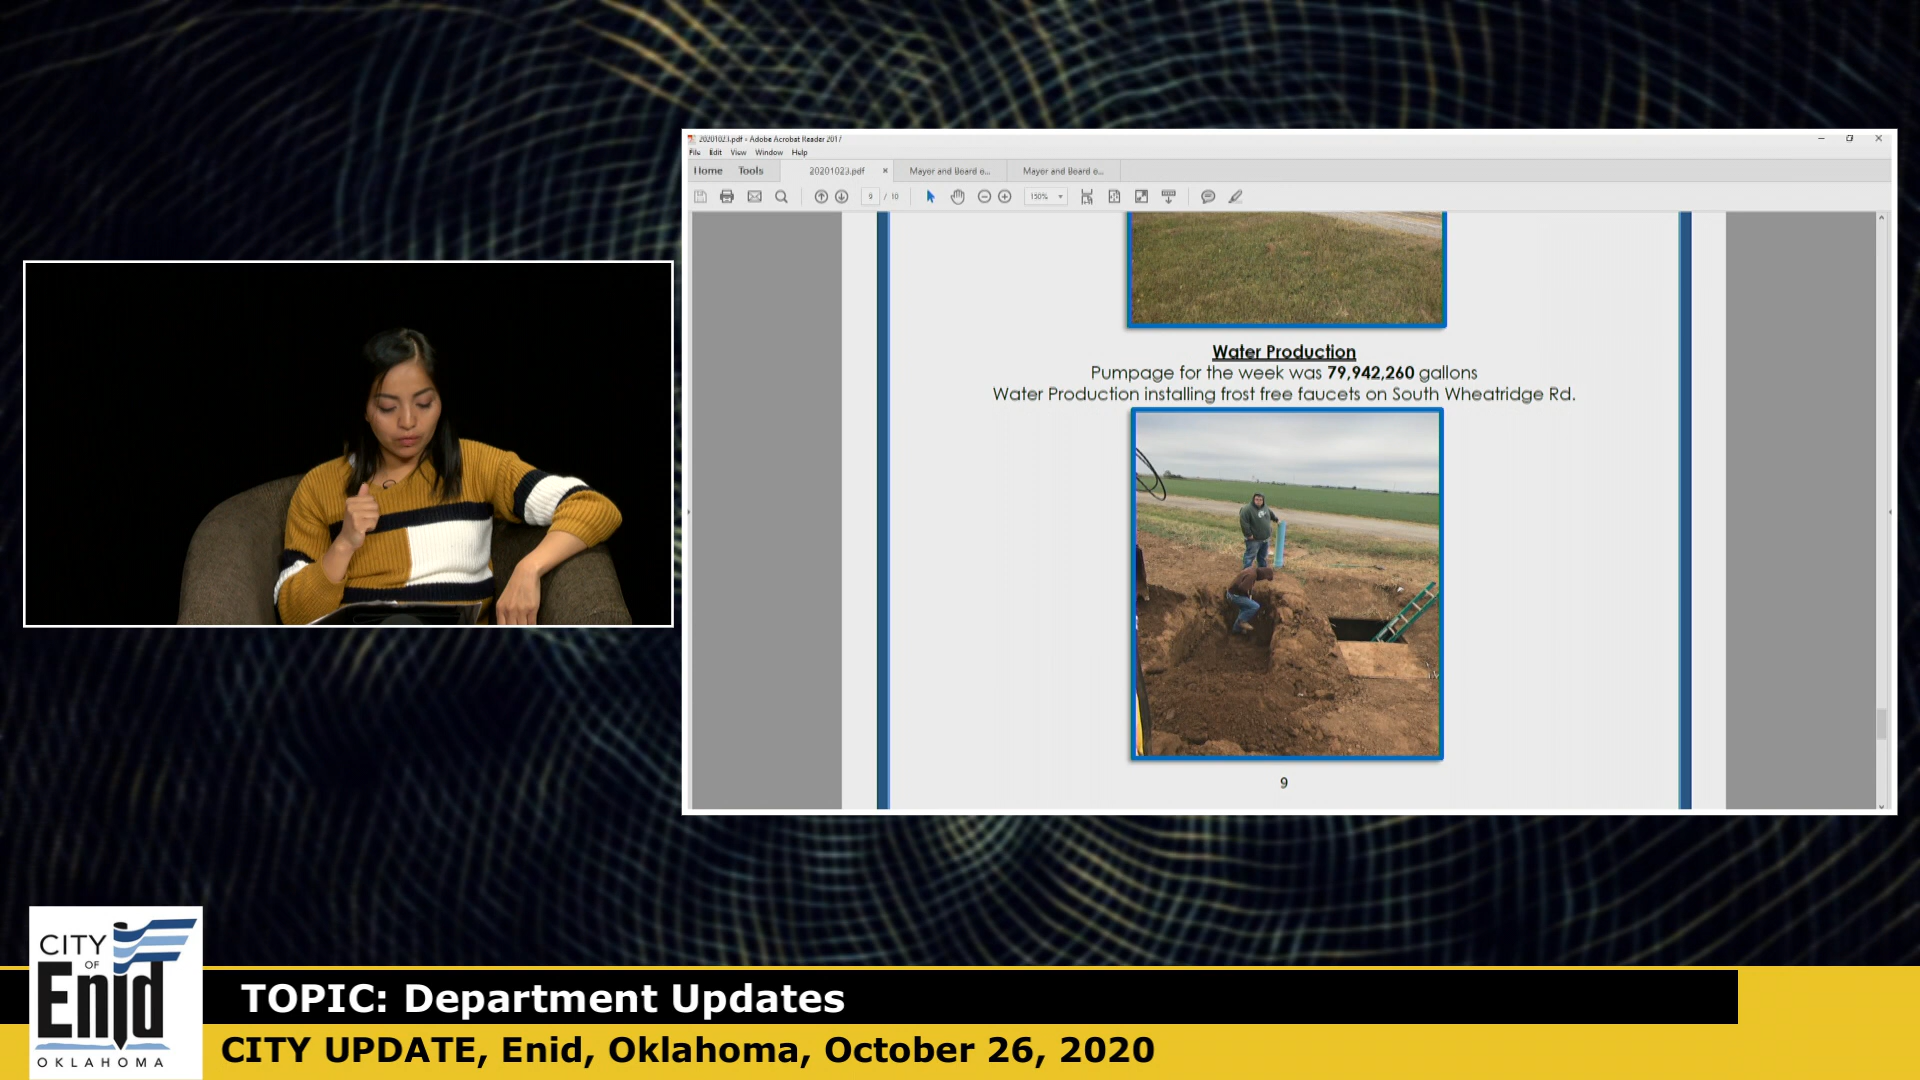 20201023.pdf - Adobe Acrobat Reader 2017
File Edit View Window Help
Home Tools 20201023.pdf × Mayor and Board o... Mayor and Board o...
9 / 10 150%
Water Production
Pumpage for the week was 79,942,260 gallons
Water Production installing frost free faucets on South Wheatridge Rd.
9
CITY
OF
Enid
OKLAHOMA
TOPIC: Department Updates
CITY UPDATE, Enid, Oklahoma, October 26, 2020